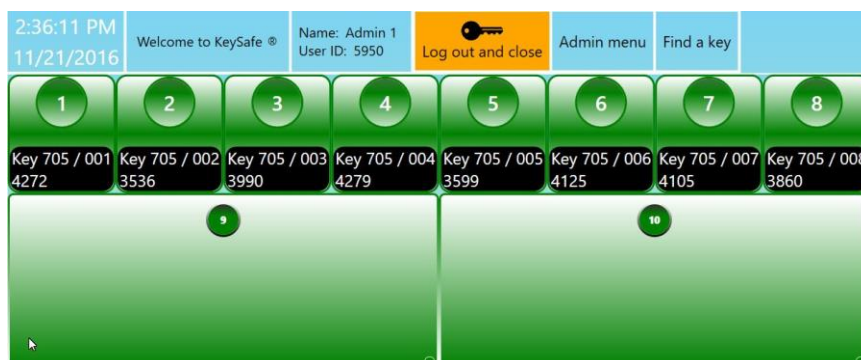 2:36:11 PM
11/21/2016
Welcome to KeySafe ®
Name: Admin 1
User ID: 5950
Log out and close
Admin menu
Find a key
1
2
3
4
5
6
7
8
Key 705 / 001
4272
Key 705 / 002
3536
Key 705 / 003
3990
Key 705 / 004
4279
Key 705 / 005
3599
Key 705 / 006
4125
Key 705 / 007
4105
Key 705 / 008
3860
9
10